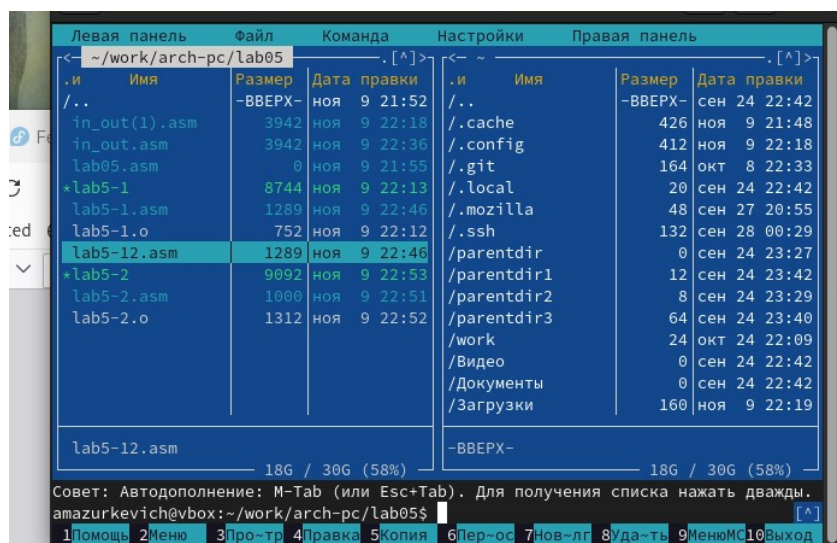 Левая панель Файл Команда Настройки Правая панель
<— ~/work/arch-pc/lab05 .[^]> <— ~ .[^]>
.и Имя Размер Дата правки .и Имя Размер Дата правки
/.. -ВВЕРХ- ноя 9 21:52 /.. -ВВЕРХ- сен 24 22:42
in_out(1).asm 3942 ноя 9 22:18 /.cache 426 ноя 9 21:48
in_out.asm 3942 ноя 9 22:36 /.config 412 ноя 9 22:18
lab05.asm 0 ноя 9 21:55 /.git 164 окт 8 22:33
*lab5-1 8744 ноя 9 22:13 /.local 20 сен 24 22:42
lab5-1.asm 1289 ноя 9 22:46 /.mozilla 48 сен 27 20:55
lab5-1.o 752 ноя 9 22:12 /.ssh 132 сен 28 00:29
lab5-12.asm 1289 ноя 9 22:46 /parentdir 0 сен 24 23:27
*lab5-2 9092 ноя 9 22:53 /parentdir1 12 сен 24 23:42
lab5-2.asm 1000 ноя 9 22:51 /parentdir2 8 сен 24 23:29
lab5-2.o 1312 ноя 9 22:52 /parentdir3 64 сен 24 23:40
/work 24 окт 24 22:09
/Видео 0 сен 24 22:42
/Документы 0 сен 24 22:42
/Загрузки 160 ноя 9 22:19
lab5-12.asm -ВВЕРХ-
18G / 30G (58%) 18G / 30G (58%)
Совет: Автодополнение: M-Tab (или Esc+Tab). Для получения списка нажать дважды.
amazurkevich@vbox:~/work/arch-pc/lab05$ [^]
1Помощь 2Меню 3Про~тр 4Правка 5Копия 6Пер~ос 7Нов~лг 8Уда~ть 9МенюMC 10Выход